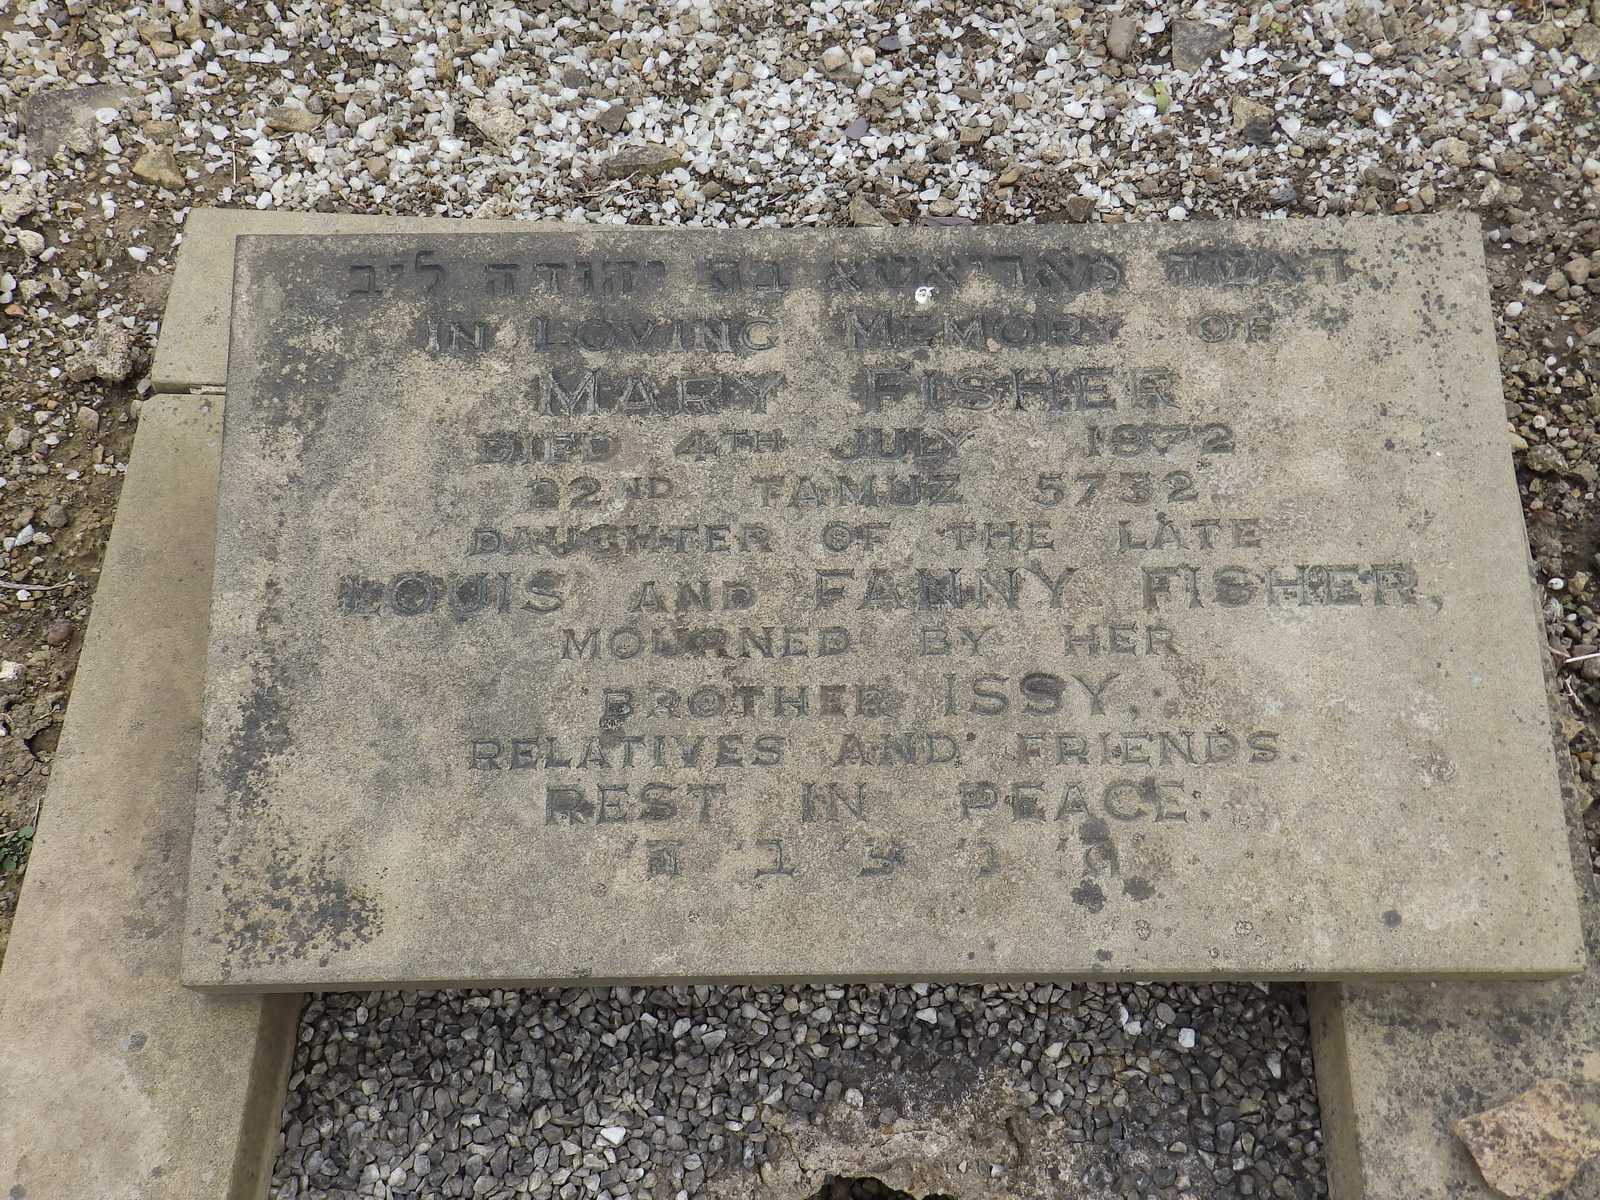 האשה מאריאשא בת יהודה ליב
IN LOVING MEMORY OF
MARY FISHER
DIED 4TH JULY 1972
22ND TAMUZ 5732
DAUGHTER OF THE LATE
LOUIS AND FANNY FISHER,
MOURNED BY HER
BROTHER ISSY,
RELATIVES AND FRIENDS.
REST IN PEACE.
ת' נ' צ' ב' ה'